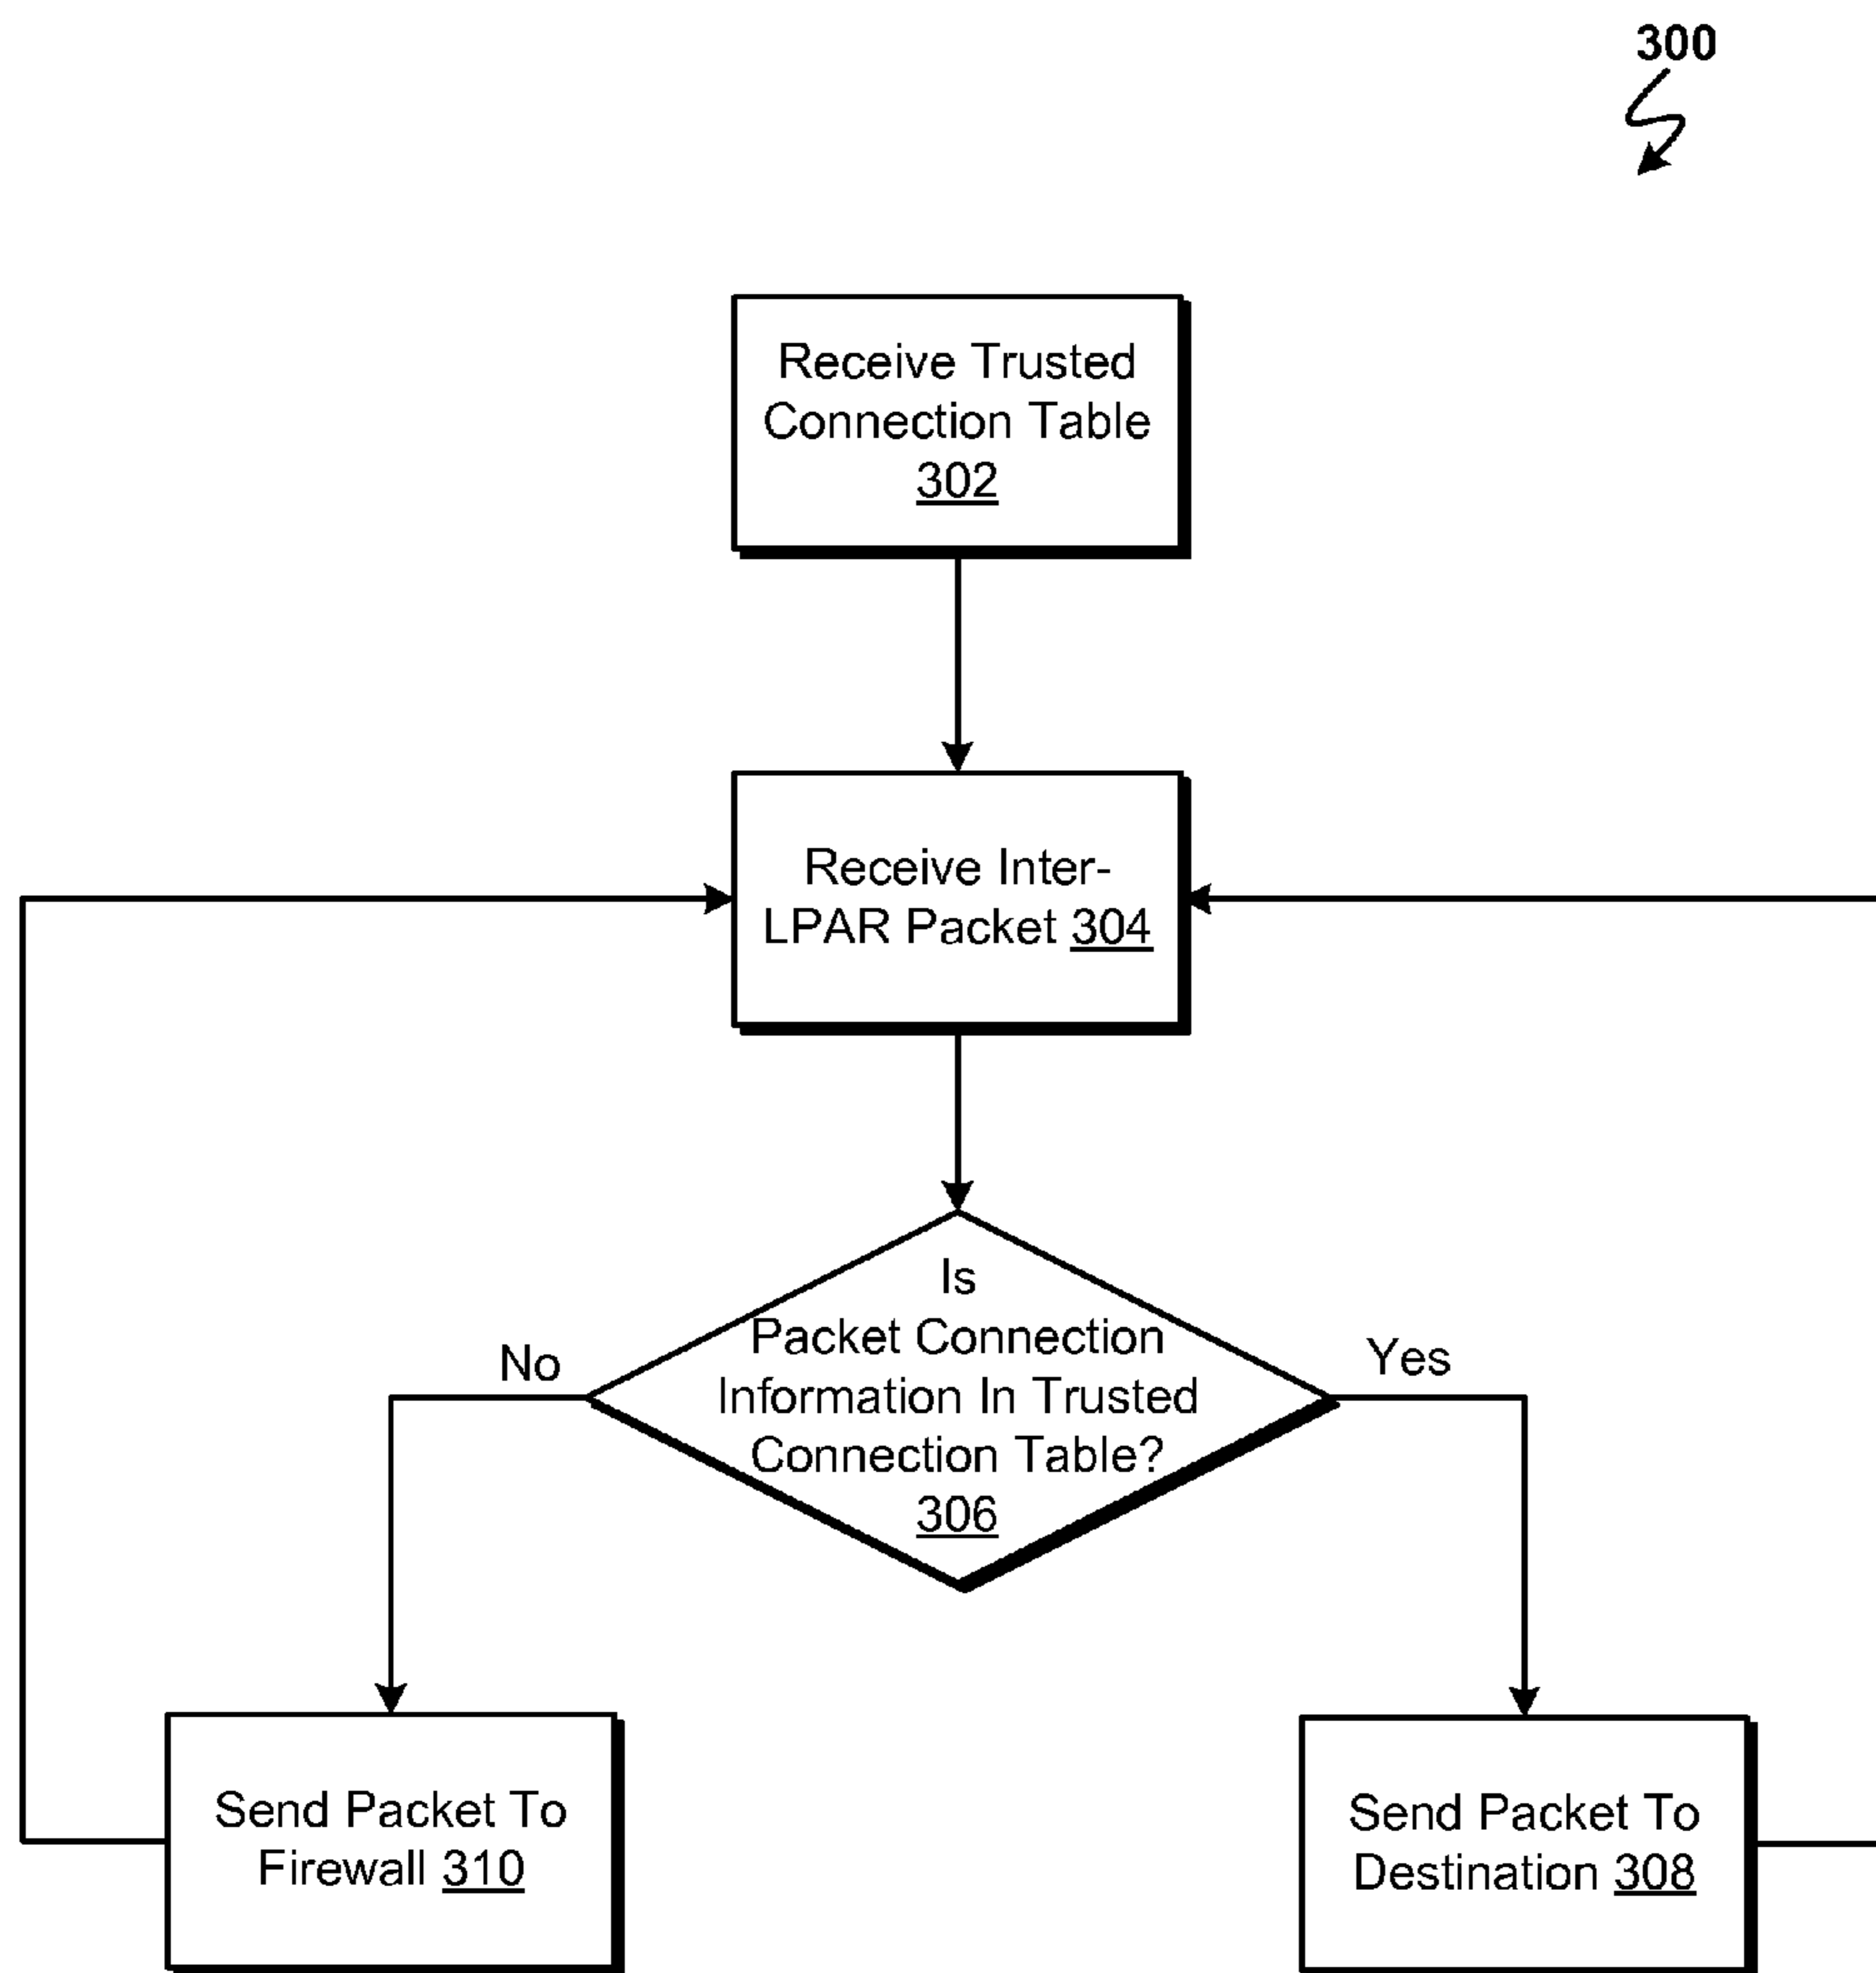 300
Receive Trusted
Connection Table
302
Receive Inter-
LPAR Packet 304
Is
Packet Connection
Information In Trusted
Connection Table?
306
No
Yes
Send Packet To
Firewall 310
Send Packet To
Destination 308